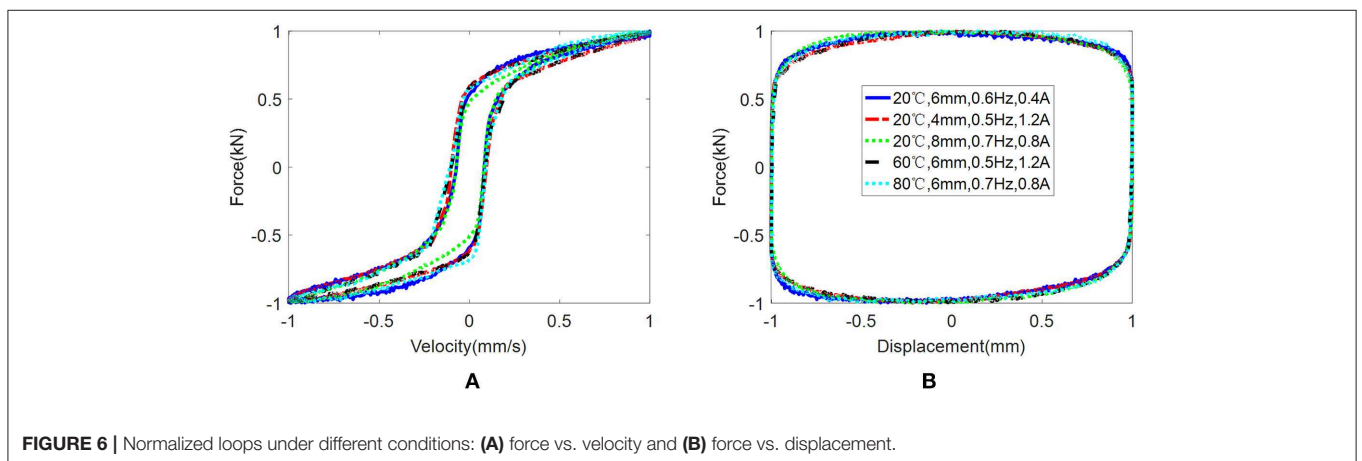 1
0.5
0
-0.5
-1
Force(kN)
-1
-0.5
0
0.5
1
Velocity(mm/s)
A
1
0.5
0
-0.5
-1
Force(kN)
20℃,6mm,0.6Hz,0.4A
20℃,4mm,0.5Hz,1.2A
20℃,8mm,0.7Hz,0.8A
60℃,6mm,0.5Hz,1.2A
80℃,6mm,0.7Hz,0.8A
-1
-0.5
0
0.5
1
Displacement(mm)
B
FIGURE 6 | Normalized loops under different conditions: (A) force vs. velocity and (B) force vs. displacement.